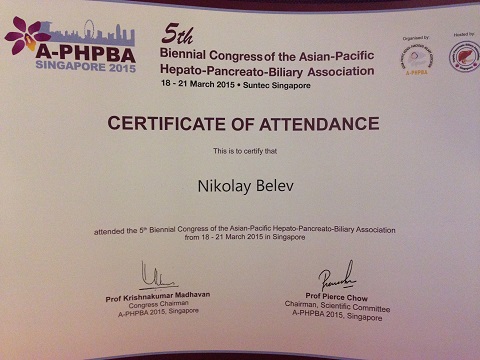 A-PHPBA
SINGAPORE 2015
5th
Biennial Congress of the Asian-Pacific
Hepato-Pancreato-Biliary Association
18 - 21 March 2015 • Suntec Singapore
Organised by:
Hosted by:
A-PHPBA
CERTIFICATE OF ATTENDANCE
This is to certify that
Nikolay Belev
attended the 5th Biennial Congress of the Asian-Pacific Hepato-Pancreato-Biliary Association
from 18 - 21 March 2015 in Singapore
Prof Krishnakumar Madhavan
Congress Chairman
A-PHPBA 2015, Singapore
Prof Pierce Chow
Chairman, Scientific Committee
A-PHPBA 2015, Singapore